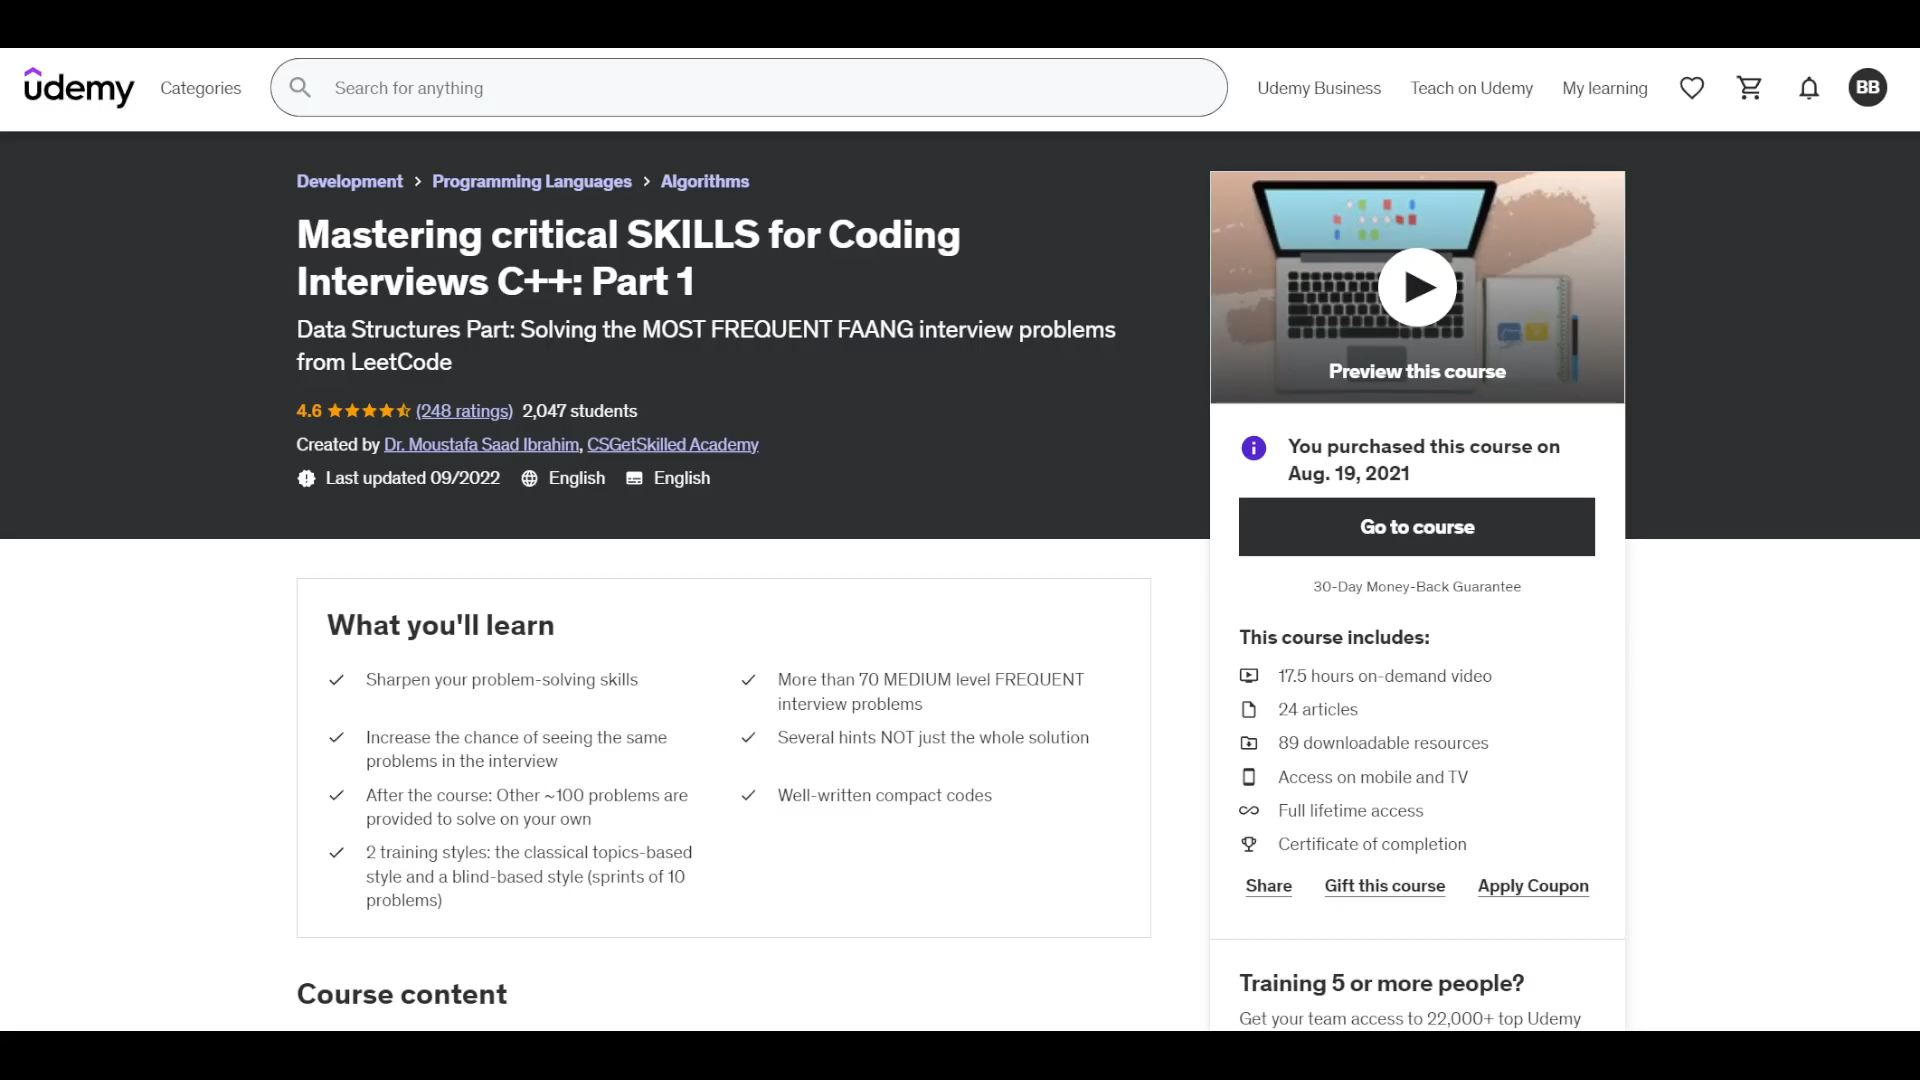 udemy
Categories
Search for anything
Udemy Business
Teach on Udemy
My learning
BB
Development > Programming Languages > Algorithms
Mastering critical SKILLS for Coding
Interviews C++: Part 1
Data Structures Part: Solving the MOST FREQUENT FAANG interview problems
from LeetCode
4.6 (248 ratings) 2,047 students
Created by Dr. Moustafa Saad Ibrahim, CSGetSkilled Academy
Last updated 09/2022 English English
Preview this course
You purchased this course on
Aug. 19, 2021
Go to course
30-Day Money-Back Guarantee
This course includes:
17.5 hours on-demand video
24 articles
89 downloadable resources
Access on mobile and TV
Full lifetime access
Certificate of completion
Share Gift this course Apply Coupon
Training 5 or more people?
Get your team access to 22,000+ top Udemy
What you'll learn
Sharpen your problem-solving skills
More than 70 MEDIUM level FREQUENT
interview problems
Increase the chance of seeing the same
problems in the interview
Several hints NOT just the whole solution
After the course: Other ~100 problems are
provided to solve on your own
Well-written compact codes
2 training styles: the classical topics-based
style and a blind-based style (sprints of 10
problems)
Course content